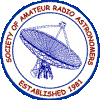 SOCIETY OF AMATEUR RADIO ASTRONOMERS
ESTABLISHED 1981